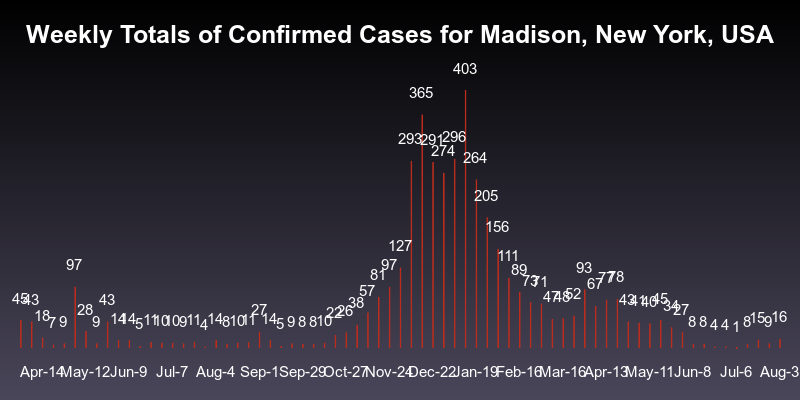 Weekly Totals of Confirmed Cases for Madison, New York, USA
45 43 18 7 9 97 28 9 43 14 14 5 11 10 10 9 11 4 14 8 10 11 27 14 5 9 8 8 10 22 26 38 57 81 97 127 293 365 291 274 296 403 264 205 156 111 89 73 71 47 48 52 93 67 77 78 43 41 40 45 34 27 8 8 4 4 1 8 15 9 16
Apr-14 May-12 Jun-9 Jul-7 Aug-4 Sep-1 Sep-29 Oct-27 Nov-24 Dec-22 Jan-19 Feb-16 Mar-16 Apr-13 May-11 Jun-8 Jul-6 Aug-3